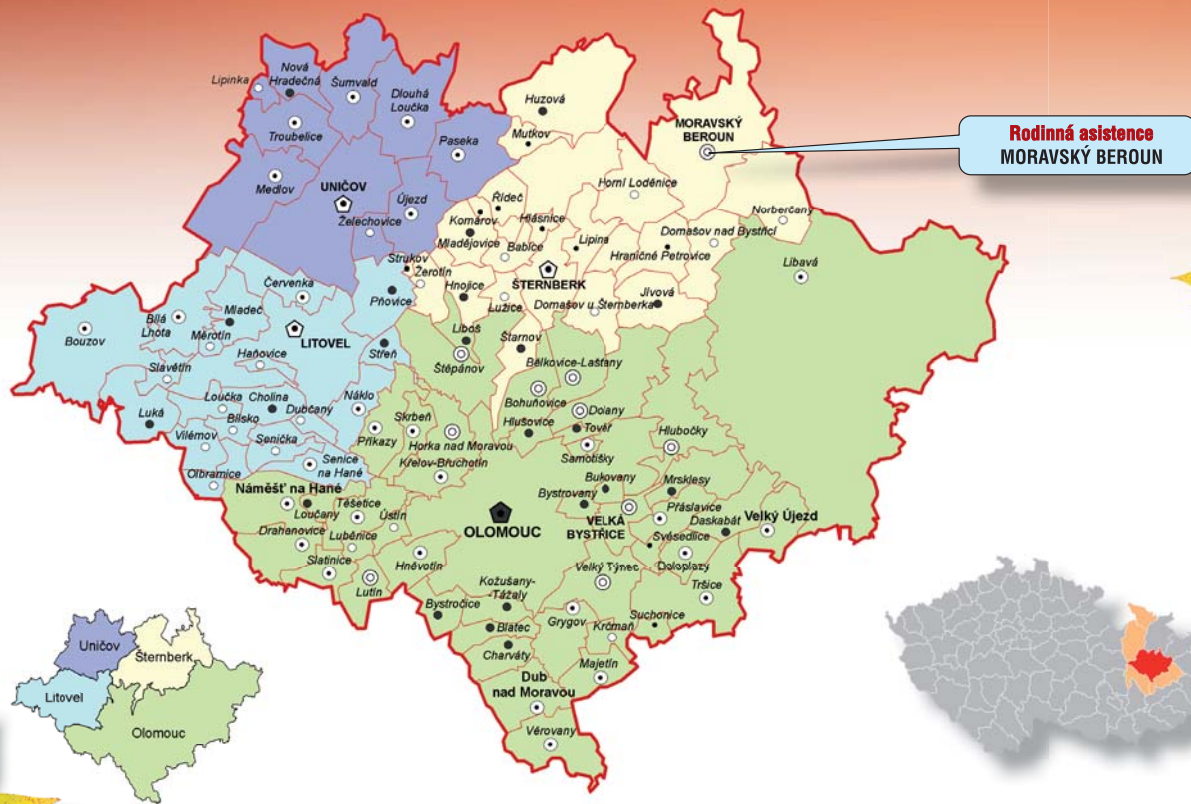 Lipinka
Nová
Hradečná
Šumvald
Dlouhá
Loučka
Troubelice
Paseka
Medlov
UNIČOV
Újezd
Želechovice
Huzová
Mutkov
MORAVSKÝ
BEROUN
Rodinná asistence
MORAVSKÝ BEROUN
Horní Loděnice
Norberčany
Řídeč
Komárov
Hlásnice
Mladějovice
Babice
Lipina
Domašov nad Bystřicí
Hraničné Petrovice
Strukov
Žerotín
ŠTERNBERK
Hnojice
Lužice
Domašov u Šternberka
Jívová
Libavá
Červenka
Pňovice
Mladeč
Bílá
Lhota
Měrotín
LITOVEL
Bouzov
Haňovice
Střeň
Slavětín
Liboš
Štěpánov
Štarnov
Bělkovice-Lašťany
Loučka
Cholina
Náklo
Luká
Bílsko
Dubčany
Vilémov
Senička
Olbramice
Senice
na Hané
Skrbeň
Příkazy
Horka nad Moravou
Křelov-Břuchotín
Bohuňovice
Dolany
Hlušovice
Tovéř
Samotišky
Hlubočky
Bukovany
Mrsklesy
Bystrovany
Přáslavice
Daskabát
Velký Újezd
VELKÁ
BYSTŘICE
Svésedlice
Doloplazy
Náměšť na Hané
Loučany
Těšetice
Ústín
Drahanovice
Luběnice
Slatinice
Hněvotín
Lutín
OLOMOUC
Velký Týnec
Tršice
Kožušany-
Tážaly
Bystročice
Blatec
Grygov
Krčmaň
Suchonice
Charváty
Majetín
Dub
nad Moravou
Věrovany
Uničov
Šternberk
Litovel
Olomouc